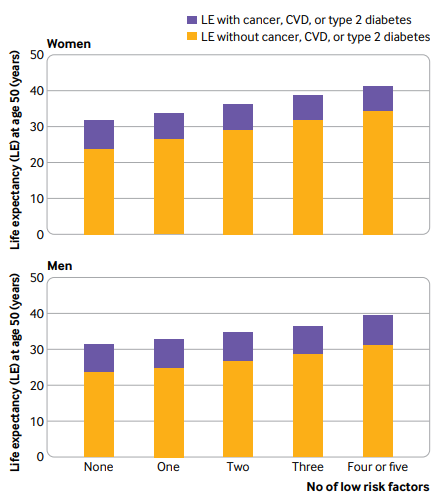 LE with cancer, CVD, or type 2 diabetes
LE without cancer, CVD, or type 2 diabetes
Women
Life expectancy (LE) at age 50 (years)
50
40
30
20
10
0
Men
Life expectancy (LE) at age 50 (years)
50
40
30
20
10
0
None One Two Three Four or five
No of low risk factors